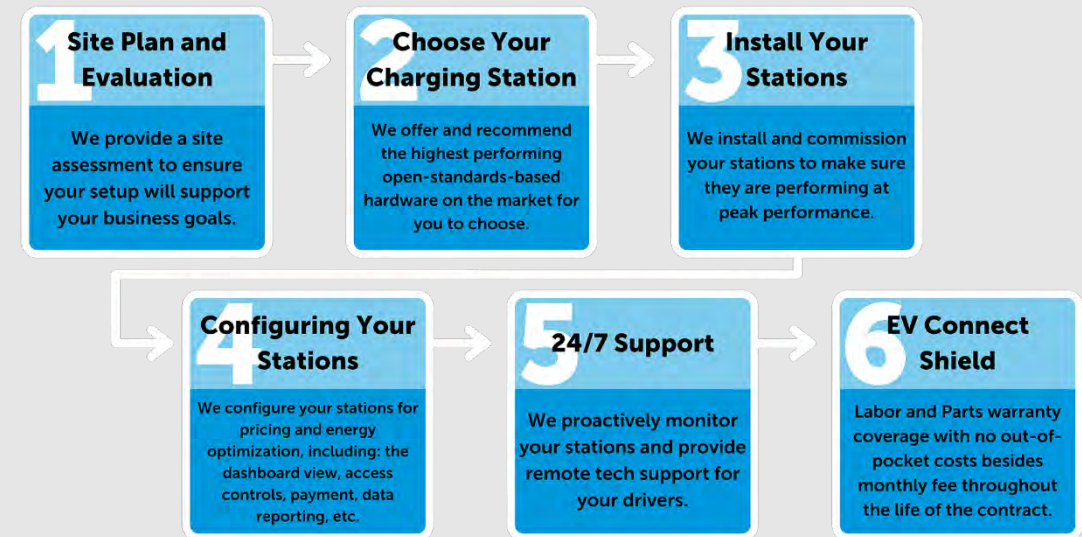 1
Site Plan and
Evaluation
We provide a site
assessment to ensure
your setup will support
your business goals.
2
Choose Your
Charging Station
We offer and recommend
the highest performing
open-standards-based
hardware on the market for
you to choose.
3
Install Your
Stations
We install and commission
your stations to make sure
they are performing at
peak performance.
4
Configuring Your
Stations
We configure your stations for
pricing and energy
optimization, including: the
dashboard view, access
controls, payment, data
reporting, etc.
5
24/7 Support
We proactively monitor
your stations and provide
remote tech support for
your drivers.
6
EV Connect
Shield
Labor and Parts warranty
coverage with no out-of-
pocket costs besides
monthly fee throughout
the life of the contract.